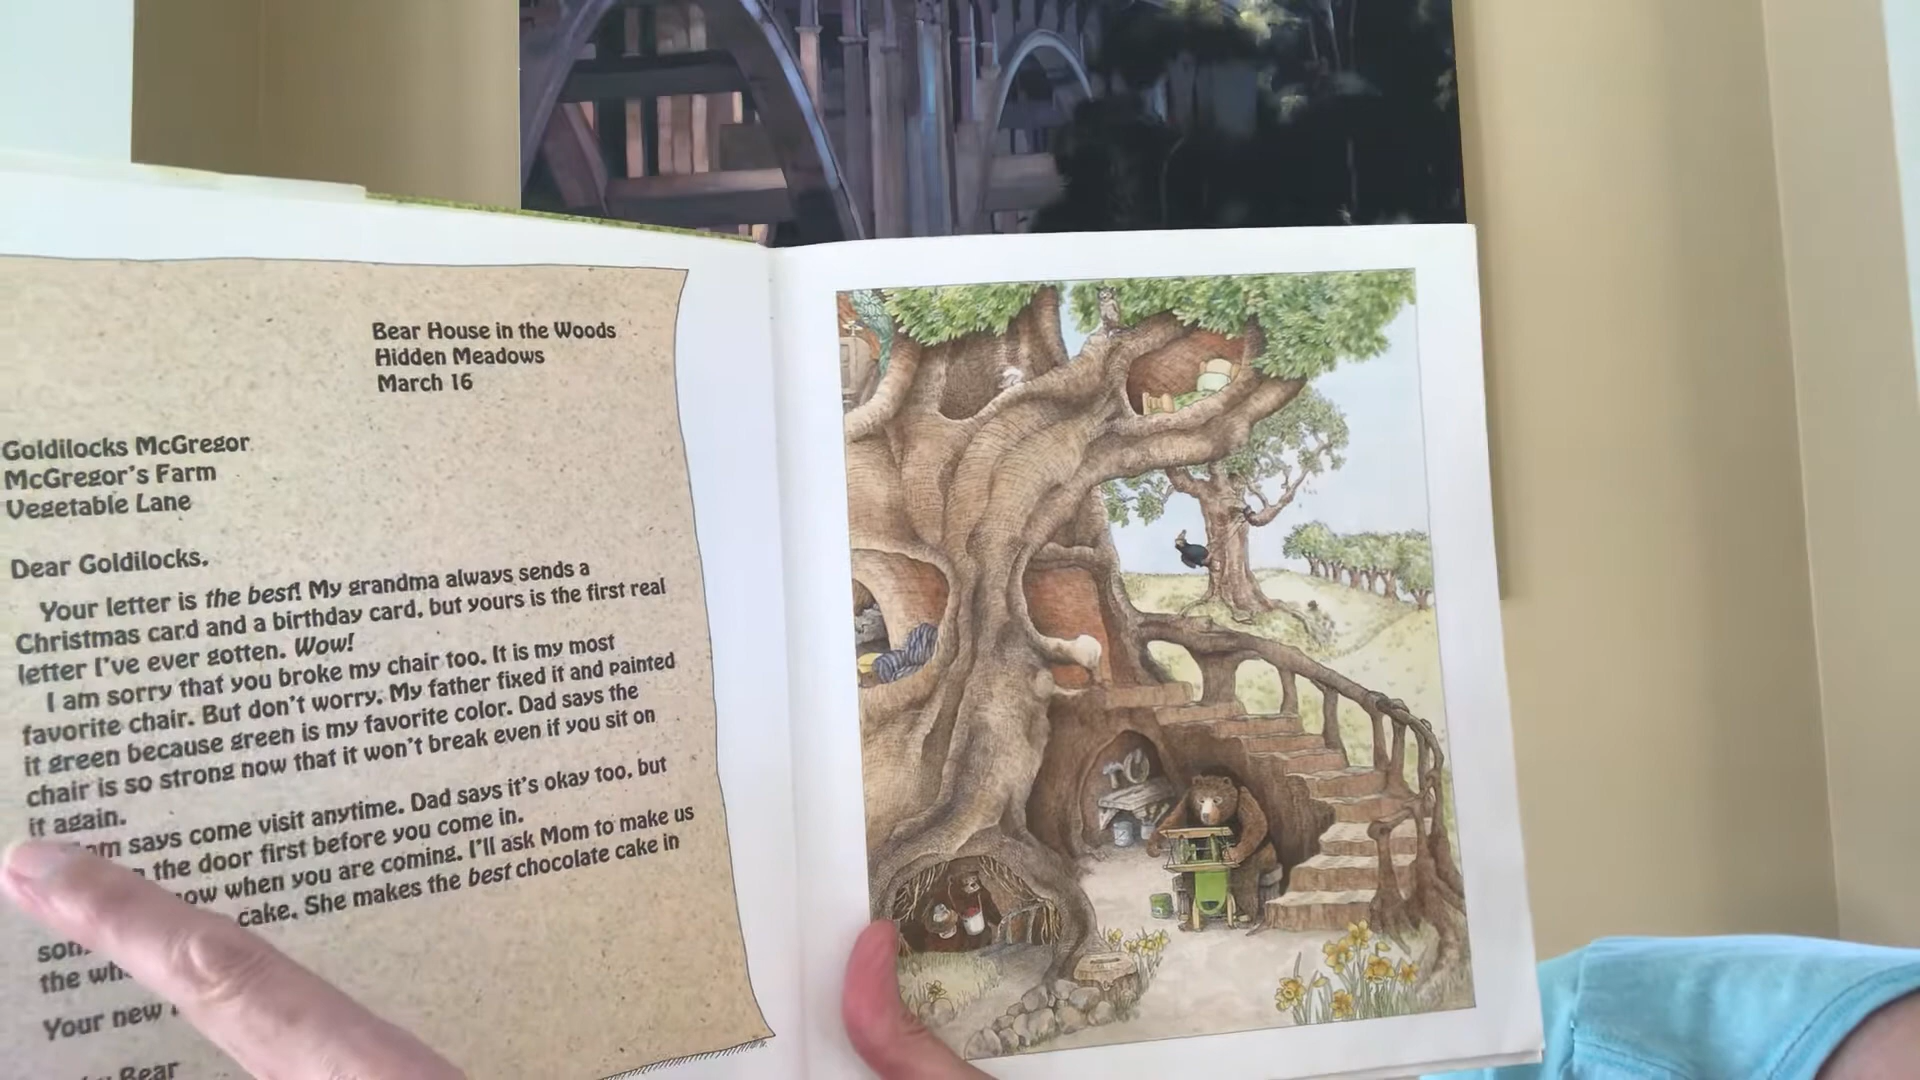 Bear House in the Woods
Hidden Meadows
March 16
Goldilocks McGregor
McGregor's Farm
Vegetable Lane
Dear Goldilocks,
Your letter is the best! My grandma always sends a
Christmas card and a birthday card, but yours is the first real
letter I've ever gotten. Wow!
I am sorry that you broke my chair too. It is my most
favorite chair. But don't worry. My father fixed it and painted
it green because green is my favorite color. Dad says the
chair is so strong now that it won't break even if you sit on
it again.
says come visit anytime. Dad says it's okay too, but
the door first before you come in.
when you are coming. I'll ask Mom to make us
cake. She makes the best chocolate cake in
the
Your new
Bear